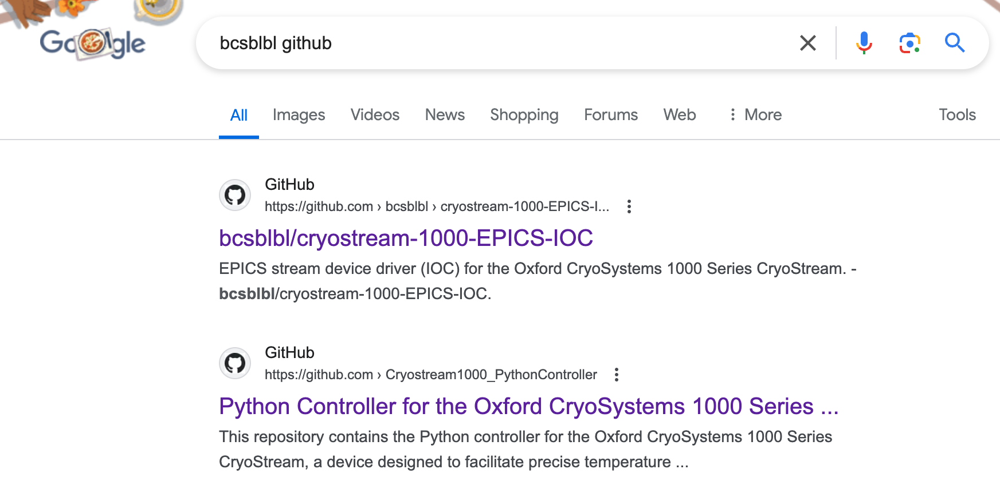 Google
bcsblbl github
All Images Videos News Shopping Forums Web More Tools
GitHub
https://github.com › bcsblbl › cryostream-1000-EPICS-I...
bcsblbl/cryostream-1000-EPICS-IOC
EPICS stream device driver (IOC) for the Oxford CryoSystems 1000 Series CryoStream. -
bcsblbl/cryostream-1000-EPICS-IOC.
GitHub
https://github.com › Cryostream1000_PythonController
Python Controller for the Oxford CryoSystems 1000 Series ...
This repository contains the Python controller for the Oxford CryoSystems 1000 Series
CryoStream, a device designed to facilitate precise temperature ...